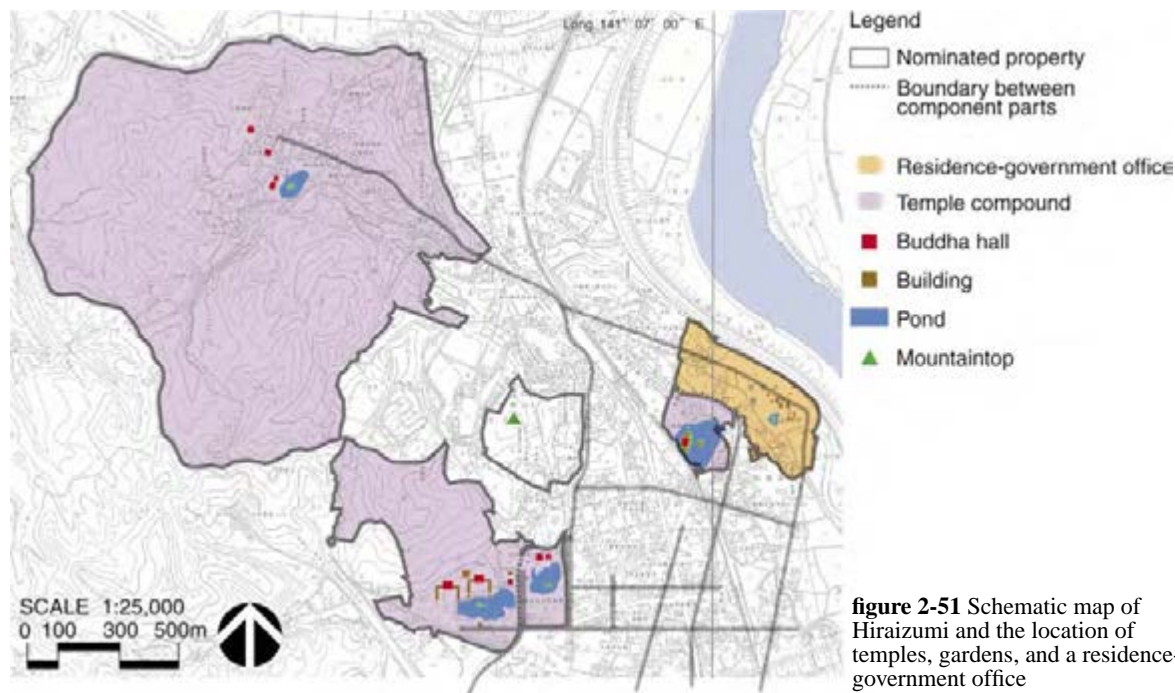 Long 141° 07' 00" E
Legend
Nominated property
Boundary between
component parts
Residence-government office
Temple compound
Buddha hall
Building
Pond
Mountaintop
SCALE 1:25,000
0 100 300 500m
figure 2-51 Schematic map of
Hiraizumi and the location of
temples, gardens, and a residence-
government office